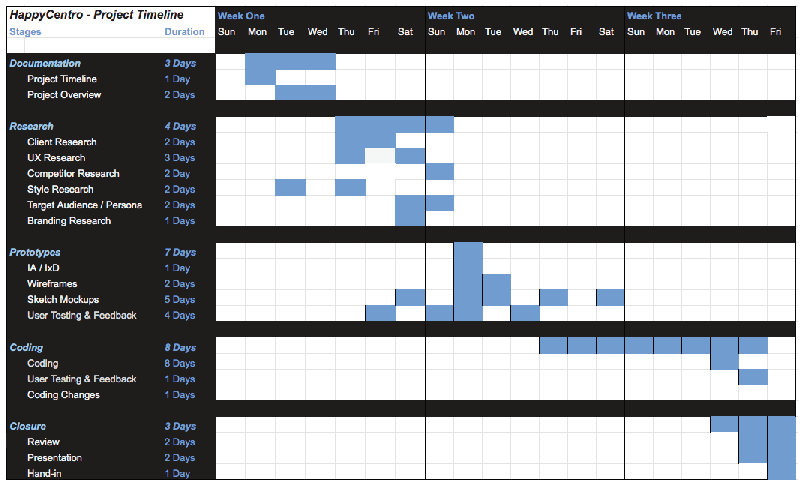 HappyCentro - Project Timeline Week One Week Two Week Three
Stages Duration Sun Mon Tue Wed Thu Fri Sat Sun Mon Tue Wed Thu Fri Sat Sun Mon Tue Wed Thu Fri
Documentation 3 Days
Project Timeline 1 Day
Project Overview 2 Days
Research 4 Days
Client Research 2 Days
UX Research 3 Days
Competitor Research 2 Days
Style Research 2 Days
Target Audience / Persona 2 Days
Branding Research 1 Days
Prototypes 7 Days
IA / IxD 1 Day
Wireframes 2 Days
Sketch Mockups 5 Days
User Testing & Feedback 4 Days
Coding 8 Days
Coding 8 Days
User Testing & Feedback 1 Days
Coding Changes 1 Days
Closure 3 Days
Review 2 Days
Presentation 2 Days
Hand-in 1 Day